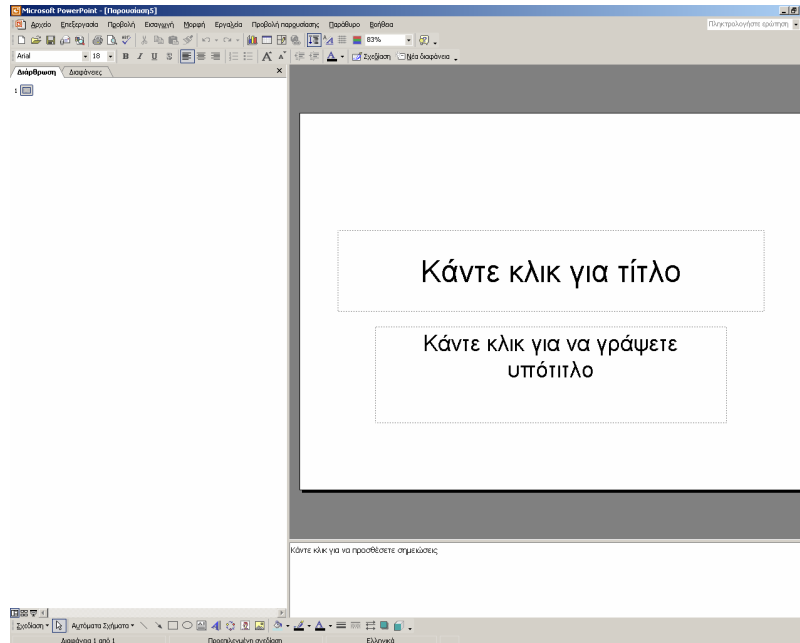 Microsoft PowerPoint - [Παρουσίαση5]
Αρχείο Επεξεργασία Προβολή Εισαγωγή Μορφή Εργαλεία Προβολή παρουσίασης Παράθυρο Βοήθεια
Πληκτρολογήστε ερώτηση
83%
Arial 18 Σχεδίαση Νέα διαφάνεια
Διάρθρωση Διαφάνειες
1
Κάντε κλικ για τίτλο
Κάντε κλικ για να γράψετε
υπότιτλο
Κάντε κλικ για να προσθέσετε σημειώσεις
Σχεδίαση Αυτόματα Σχήματα
Διαφάνεια 1 από 1 Προεπιλεγμένη σχεδίαση Ελληνικά